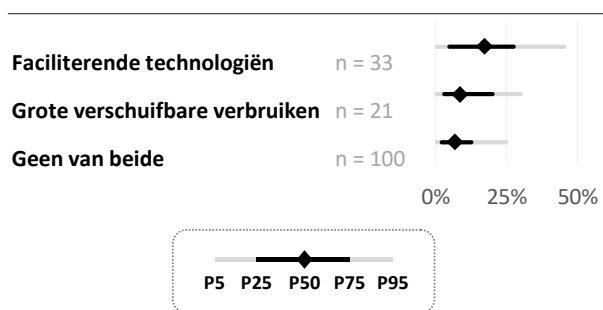 Faciliterende technologiën n = 33
Grote verschuifbare verbruiken n = 21
Geen van beide n = 100
0% 25% 50%
P5 P25 P50 P75 P95